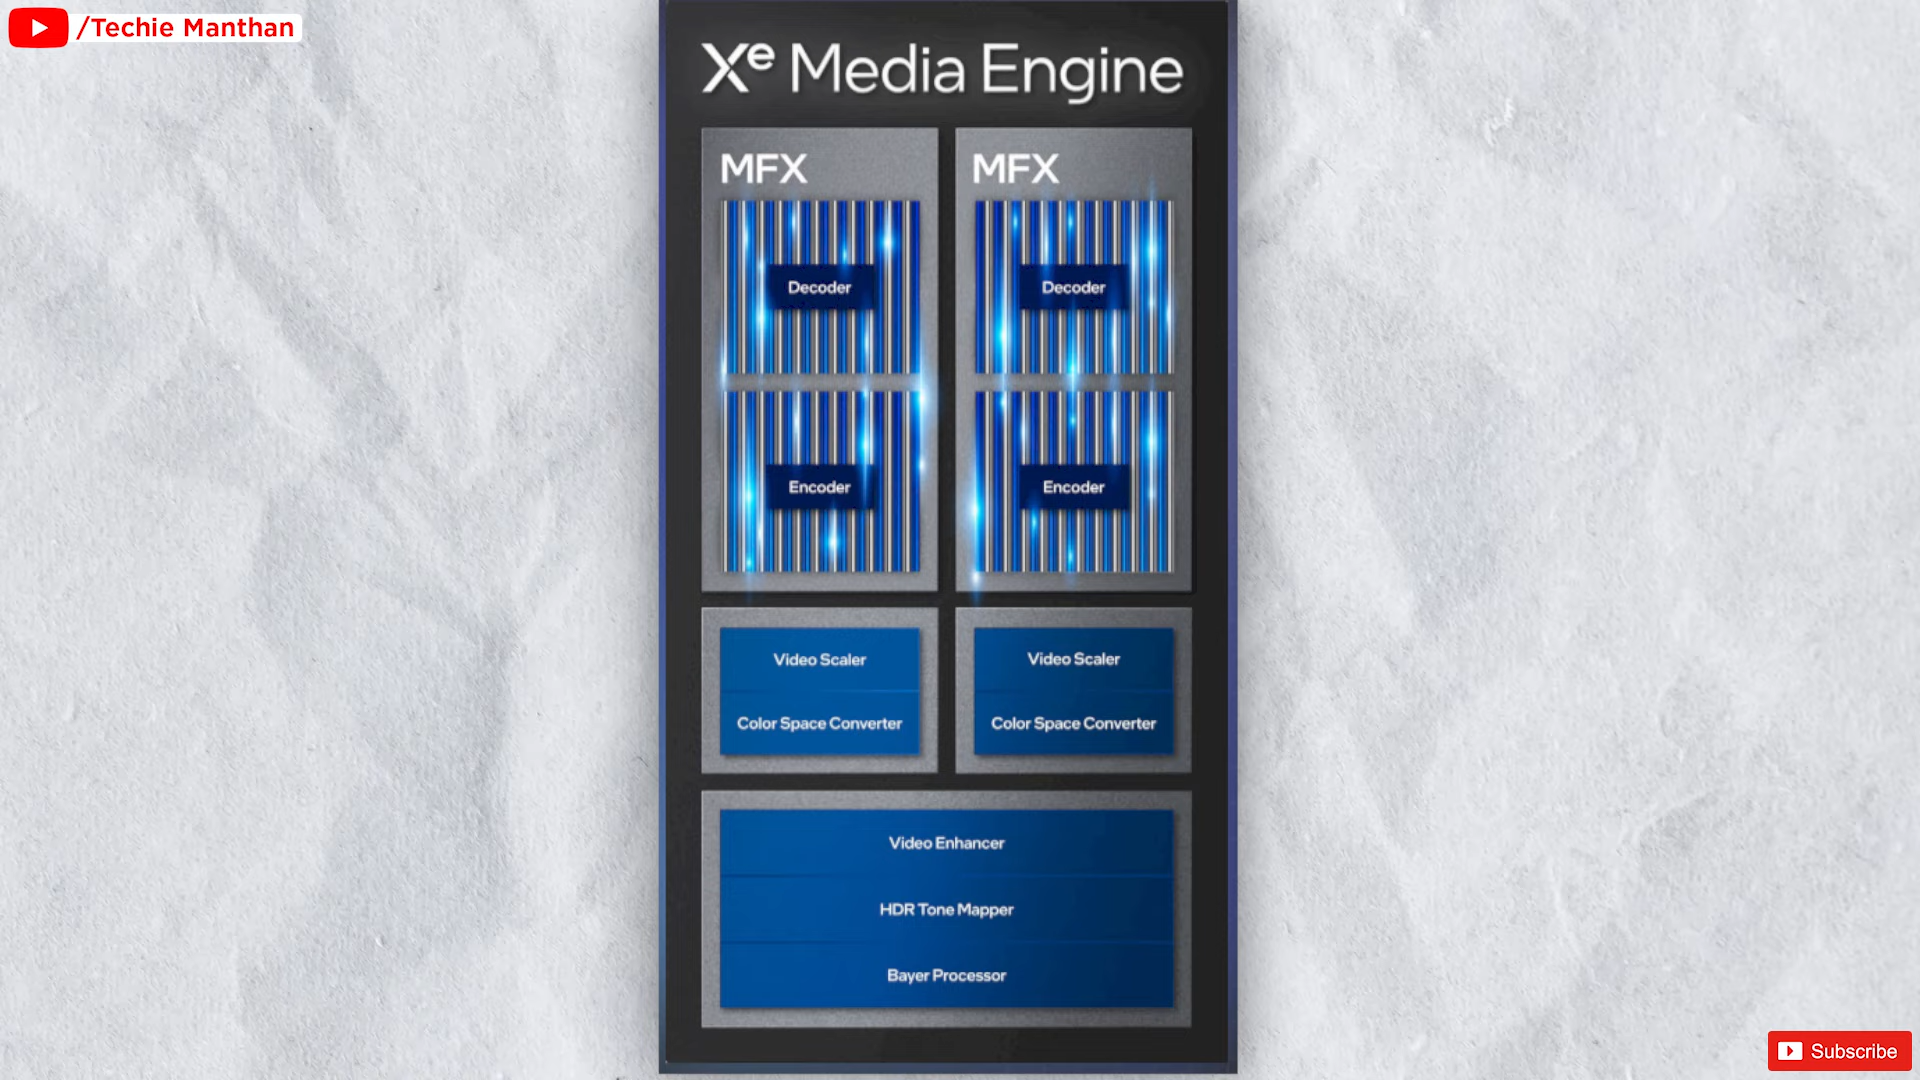 /Techie Manthan
Xe Media Engine
MFX
MFX
Decoder
Decoder
Encoder
Encoder
Video Scaler
Color Space Converter
Video Scaler
Color Space Converter
Video Enhancer
HDR Tone Mapper
Bayer Processor
Subscribe